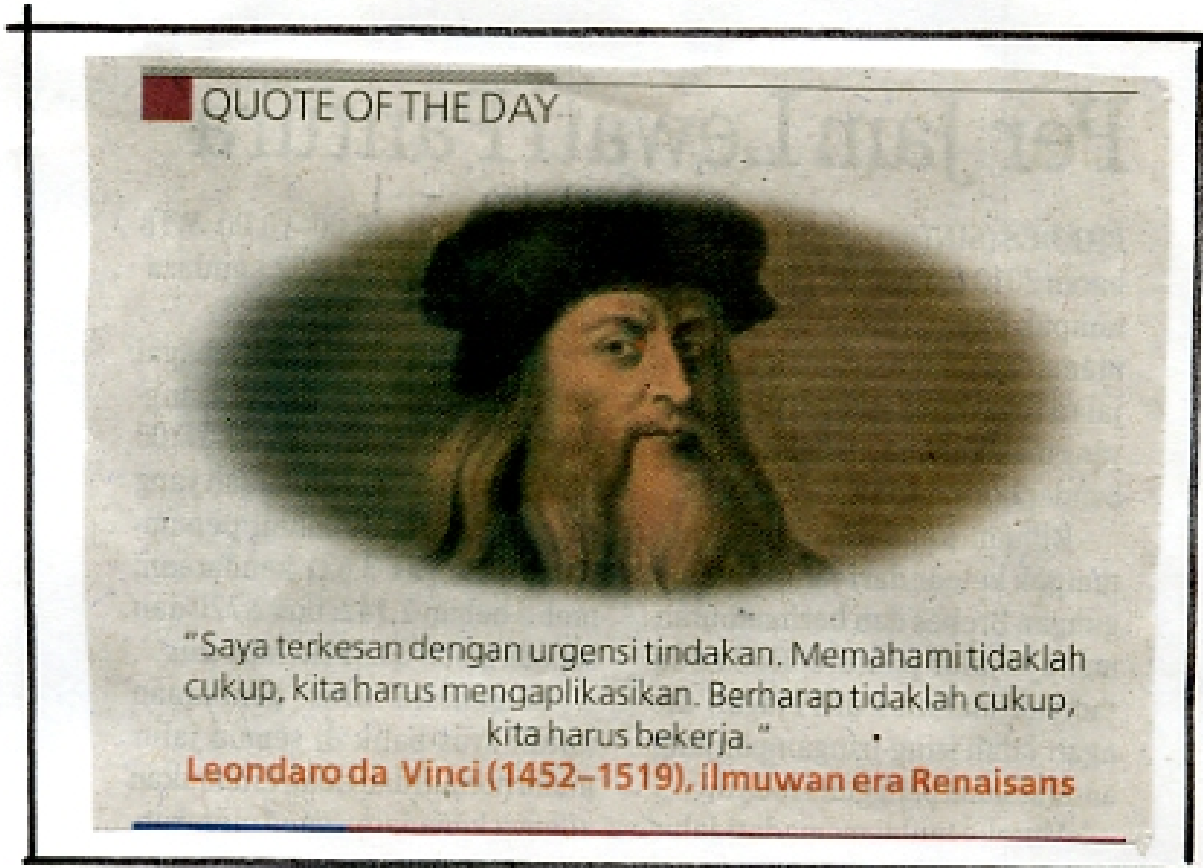 QUOTE OF THE DAY
"Saya terkesan dengan urgensi tindakan. Memahami tidaklah
cukup, kita harus mengaplikasikan. Berharap tidaklah cukup,
kita harus bekerja."
Leondaro da Vinci (1452–1519), ilmuwan era Renaisans